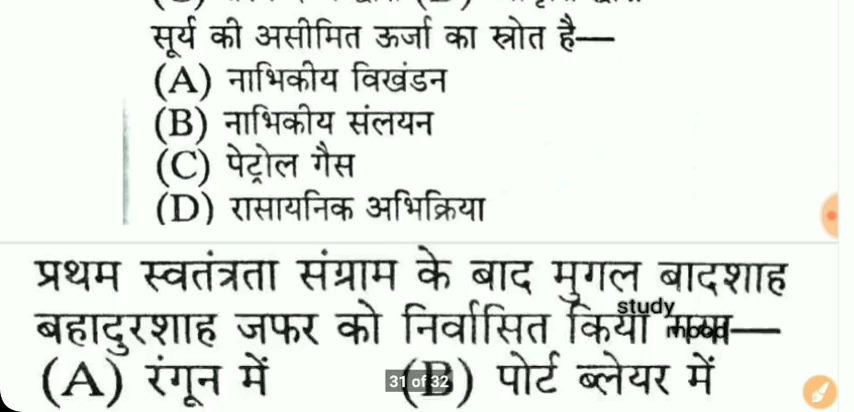 सूर्य की असीमित ऊर्जा का स्रोत है—
(A) नाभिकीय विखंडन
(B) नाभिकीय संलयन
(C) पेट्रोल गैस
(D) रासायनिक अभिक्रिया
प्रथम स्वतंत्रता संग्राम के बाद मुगल बादशाह
बहादुरशाह जफर को निर्वासित किया गया—
study
mood
(A) रंगून में (B) पोर्ट ब्लेयर में
31 of 32